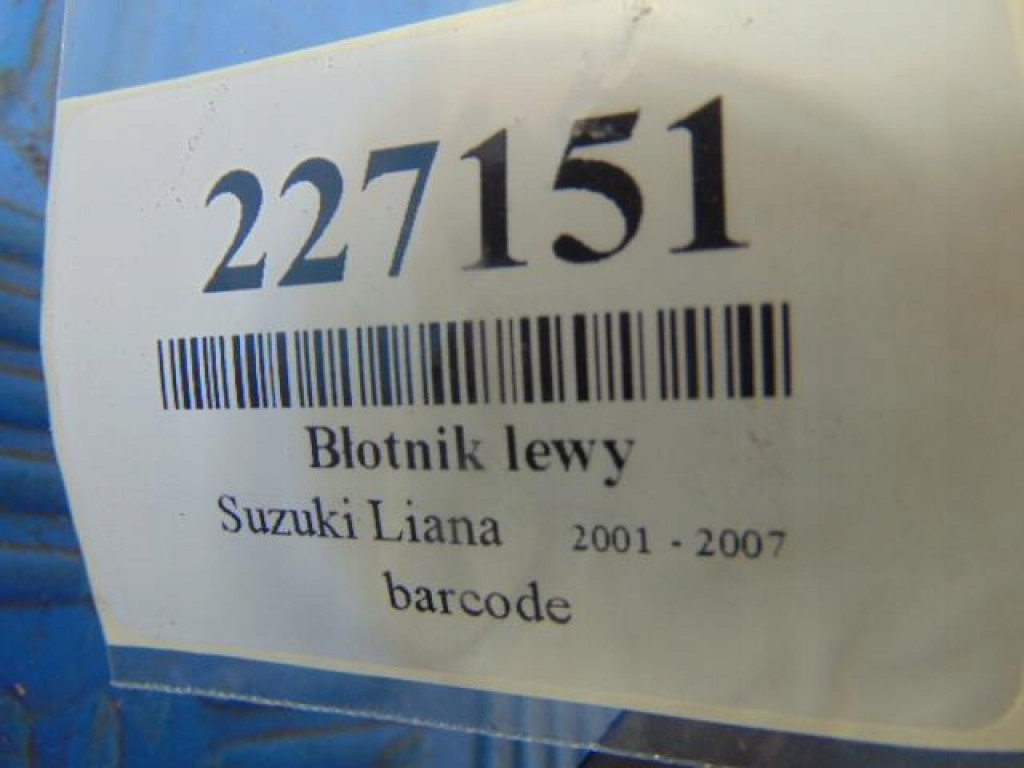 227151
Błotnik lewy
Suzuki Liana 2001 - 2007
barcode